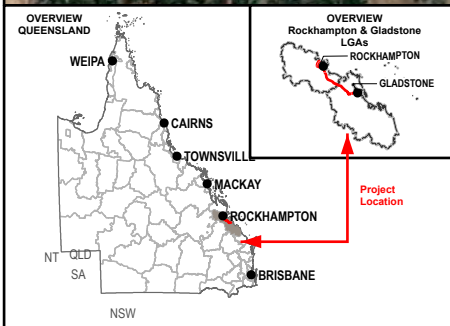 OVERVIEW
QUEENSLAND
WEIPA
CAIRNS
TOWNSVILLE
MACKAY
ROCKHAMPTON
BRISBANE
NT
QLD
SA
NSW
OVERVIEW
Rockhampton & Gladstone
LGAs
ROCKHAMPTON
GLADSTONE
Project
Location